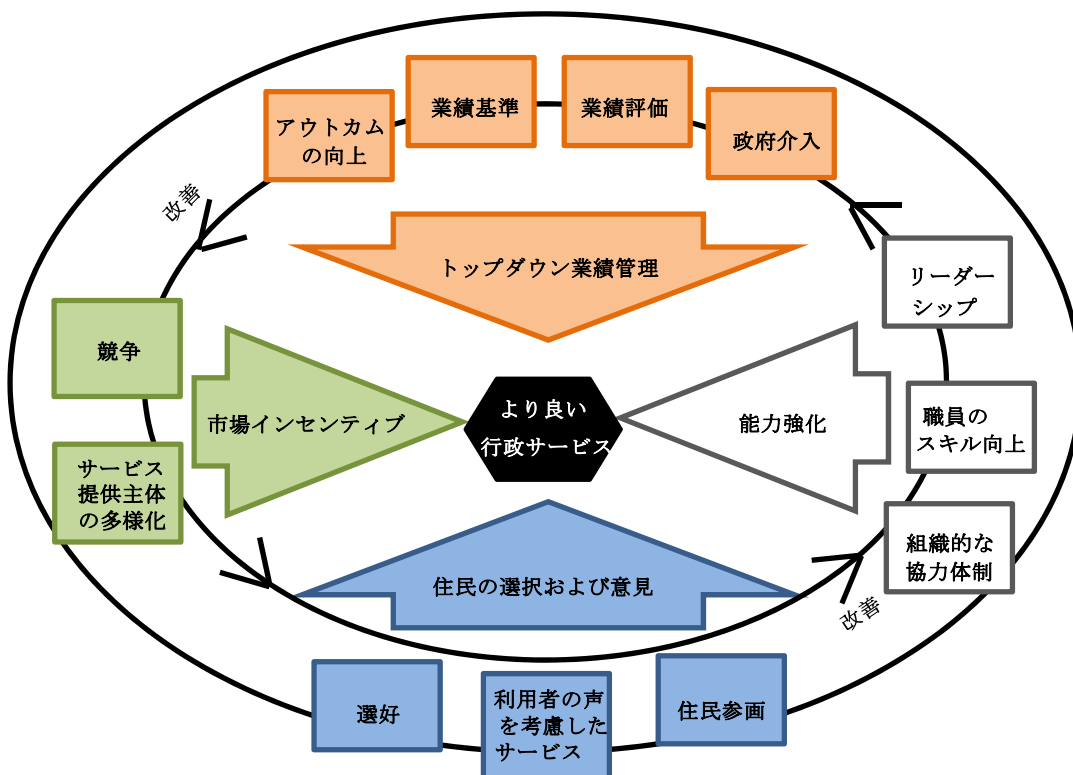 業績基準
業績評価
アウトカム
の向上
政府介入
改善
トップダウン業績管理
リーダー
シップ
競争
市場インセンティブ
より良い
行政サービス
能力強化
職員の
スキル向上
サービス
提供主体
の多様化
組織的な
協力体制
住民の選択および意見
改善
選好
利用者の声
を考慮した
サービス
住民参画